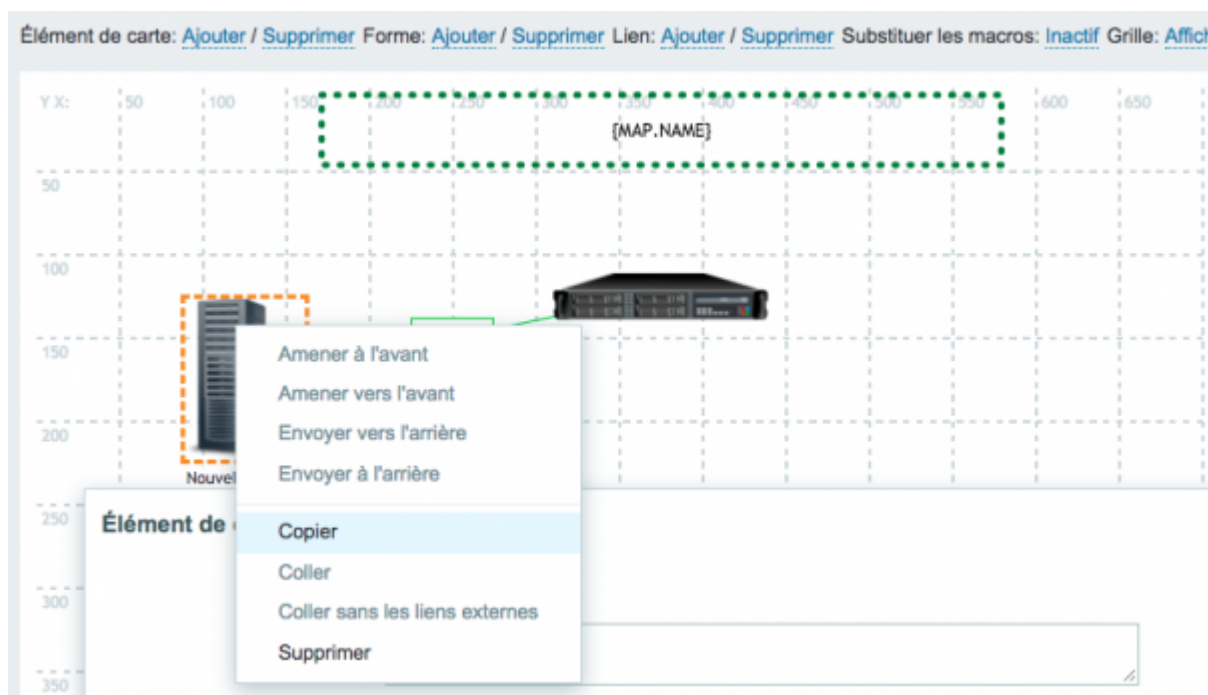 Élément de carte: Ajouter / Supprimer Forme: Ajouter / Supprimer Lien: Ajouter / Supprimer Substituer les macros: Inactif Grille:
Y X: 50 100 150 200 250 300 350 400 450 500 550 600 650
{MAP.NAME}
50
100
150
200
250
300
350
Amener à l'avant
Amener vers l'avant
Envoyer vers l'arrière
Envoyer à l'arrière
Copier
Coller
Coller sans les liens externes
Supprimer
Élément de